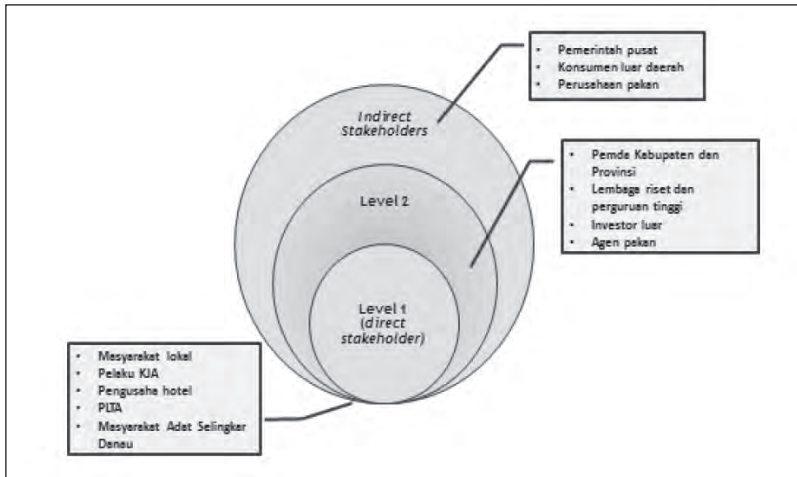 • Pemerintah pusat
• Konsumen luar daerah
• Perusahaan pakan
Indirect
Stakeholders
• Pemda Kabupaten dan
Provinsi
• Lembaga riset dan
perguruan tinggi
• Investor luar
• Agen pakan
Level 2
Level 1
(direct
stakeholder)
• Masyarakat lokal
• Pelaku KJA
• Pengusaha hotel
• PLTA
• Masyarakat Adat Selingkar
Danau